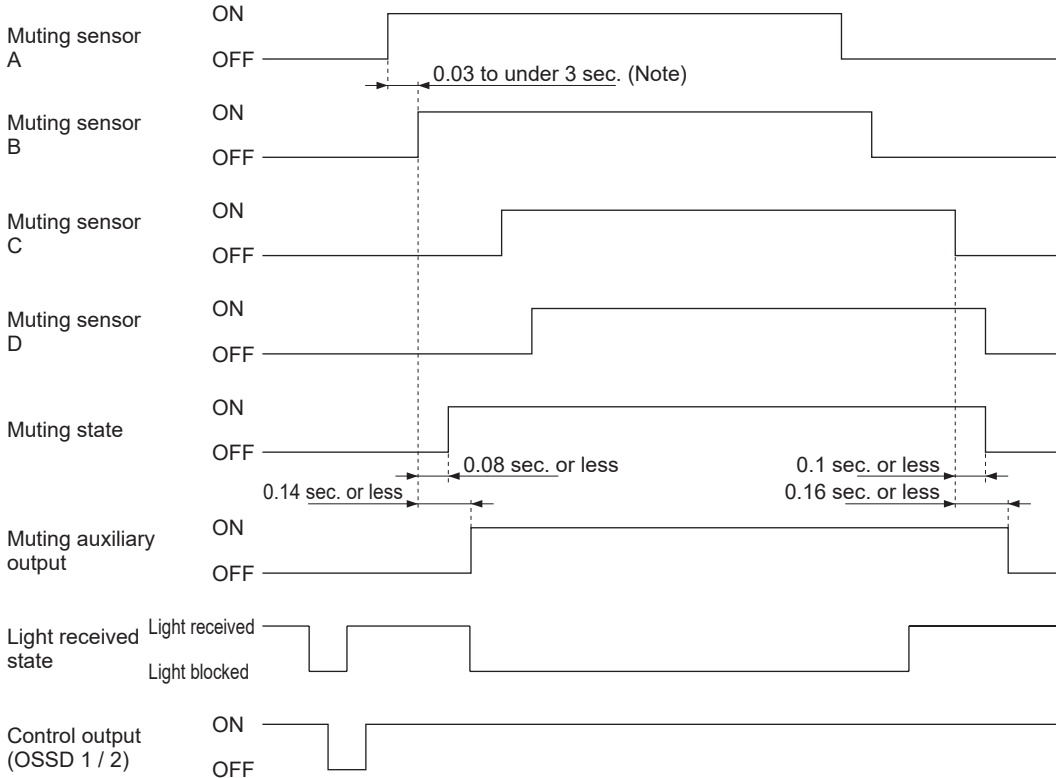 ON
Muting sensor
A
OFF
0.03 to under 3 sec. (Note)
ON
Muting sensor
B
OFF
ON
Muting sensor
C
OFF
ON
Muting sensor
D
OFF
ON
Muting state
OFF
0.08 sec. or less
0.1 sec. or less
0.14 sec. or less
0.16 sec. or less
ON
Muting auxiliary
output
OFF
Light received
state
Light received
Light blocked
ON
Control output
(OSSD 1 / 2)
OFF